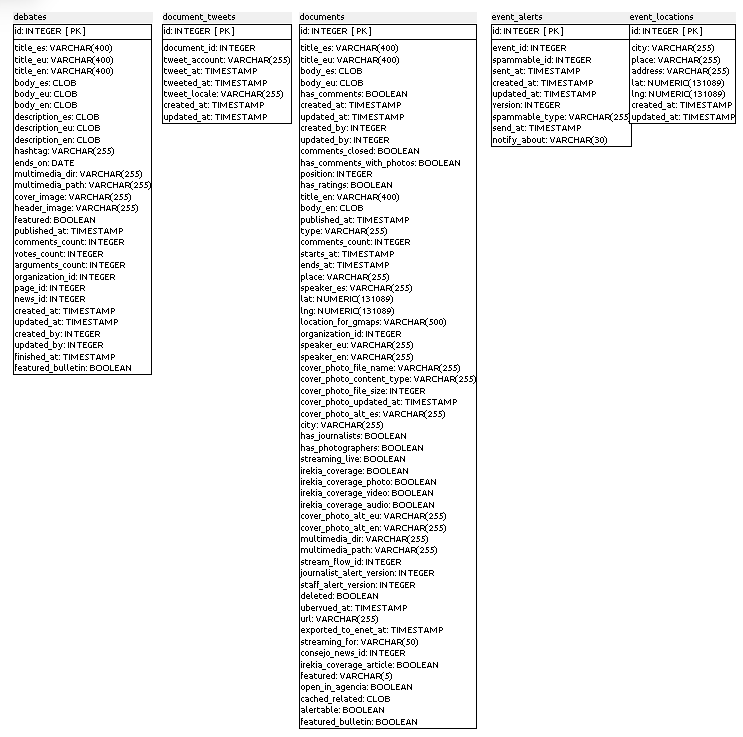 debates
id: INTEGER [ PK ]
title_es: VARCHAR(400)
title_eu: VARCHAR(400)
title_en: VARCHAR(400)
body_es: CLOB
body_eu: CLOB
body_en: CLOB
description_es: CLOB
description_eu: CLOB
description_en: CLOB
hashtag: VARCHAR(255)
ends_on: DATE
multimedia_dir: VARCHAR(255)
multimedia_path: VARCHAR(255)
cover_image: VARCHAR(255)
header_image: VARCHAR(255)
featured: BOOLEAN
published_at: TIMESTAMP
comments_count: INTEGER
votes_count: INTEGER
arguments_count: INTEGER
organization_id: INTEGER
page_id: INTEGER
news_id: INTEGER
created_at: TIMESTAMP
updated_at: TIMESTAMP
created_by: INTEGER
updated_by: INTEGER
finished_at: TIMESTAMP
featured_bulletin: BOOLEAN
document_tweets
id: INTEGER [ PK ]
document_id: INTEGER
tweet_account: VARCHAR(255)
tweet_at: TIMESTAMP
tweeted_at: TIMESTAMP
tweet_locale: VARCHAR(255)
created_at: TIMESTAMP
updated_at: TIMESTAMP
documents
id: INTEGER [ PK ]
title_es: VARCHAR(400)
title_eu: VARCHAR(400)
body_es: CLOB
body_eu: CLOB
has_comments: BOOLEAN
created_at: TIMESTAMP
updated_at: TIMESTAMP
created_by: INTEGER
updated_by: INTEGER
comments_closed: BOOLEAN
has_comments_with_photos: BOOLEAN
position: INTEGER
has_ratings: BOOLEAN
title_en: VARCHAR(400)
body_en: CLOB
published_at: TIMESTAMP
type: VARCHAR(255)
comments_count: INTEGER
starts_at: TIMESTAMP
ends_at: TIMESTAMP
place: VARCHAR(255)
speaker_es: VARCHAR(255)
lat: NUMERIC(131089)
lng: NUMERIC(131089)
location_for_gmaps: VARCHAR(500)
organization_id: INTEGER
speaker_eu: VARCHAR(255)
speaker_en: VARCHAR(255)
cover_photo_file_name: VARCHAR(255)
cover_photo_content_type: VARCHAR(255)
cover_photo_file_size: INTEGER
cover_photo_updated_at: TIMESTAMP
cover_photo_alt_es: VARCHAR(255)
city: VARCHAR(255)
has_journalists: BOOLEAN
has_photographers: BOOLEAN
streaming_live: BOOLEAN
irekia_coverage: BOOLEAN
irekia_coverage_photo: BOOLEAN
irekia_coverage_video: BOOLEAN
irekia_coverage_audio: BOOLEAN
cover_photo_alt_eu: VARCHAR(255)
cover_photo_alt_en: VARCHAR(255)
multimedia_dir: VARCHAR(255)
multimedia_path: VARCHAR(255)
stream_flow_id: INTEGER
journalist_alert_version: INTEGER
staff_alert_version: INTEGER
deleted: BOOLEAN
ubervued_at: TIMESTAMP
url: VARCHAR(255)
exported_to_enet_at: TIMESTAMP
streaming_for: VARCHAR(50)
consejo_news_id: INTEGER
irekia_coverage_article: BOOLEAN
featured: VARCHAR(5)
open_in_agencia: BOOLEAN
cached_related: CLOB
alertable: BOOLEAN
featured_bulletin: BOOLEAN
event_alerts
id: INTEGER [ PK ]
event_id: INTEGER
spammable_id: INTEGER
sent_at: TIMESTAMP
created_at: TIMESTAMP
updated_at: TIMESTAMP
version: INTEGER
spammable_type: VARCHAR(255)
send_at: TIMESTAMP
notify_about: VARCHAR(30)
event_locations
id: INTEGER [ PK ]
city: VARCHAR(255)
place: VARCHAR(255)
address: VARCHAR(255)
lat: NUMERIC(131089)
lng: NUMERIC(131089)
created_at: TIMESTAMP
updated_at: TIMESTAMP